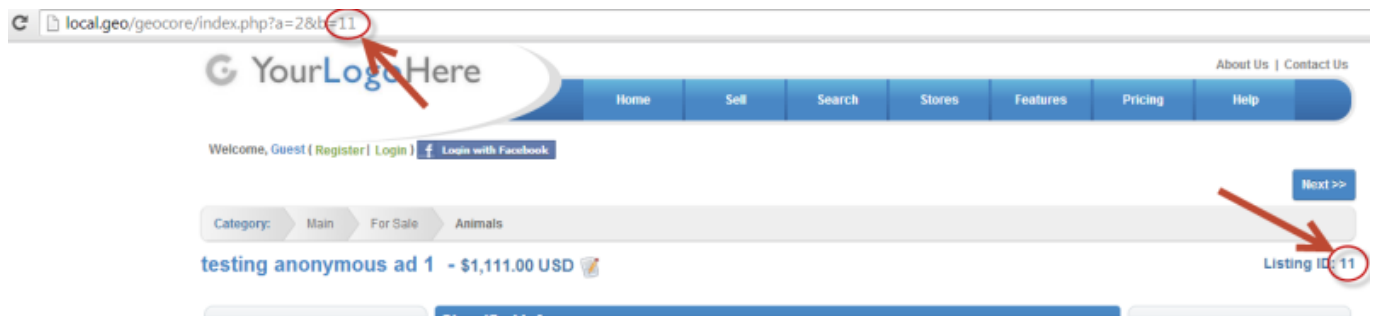 local.geo/geocore/index.php?a=2&b=11
YourLogoHere
About Us | Contact Us
Home Sell Search Stores Features Pricing Help
Welcome, Guest ( Register | Login ) f Login with Facebook
Next >>
Category: Main For Sale Animals
testing anonymous ad 1 - $1,111.00 USD
Listing ID: 11